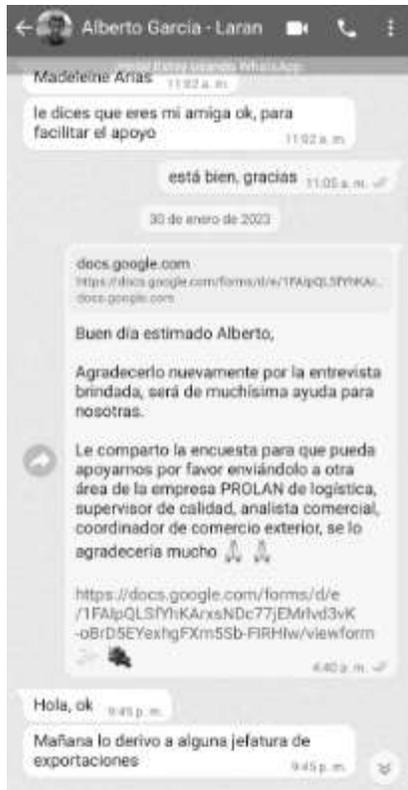 Alberto García - Laran
Madeleine Arias 11:02 a. m.
le dices que eres mi amiga ok, para
facilitar el apoyo 11:02 a. m.
está bien, gracias 11:05 a. m.
30 de enero de 2023
docs.google.com
docs.google.com
Buen día estimado Alberto,
Agradecerlo nuevamente por la entrevista
brindada, será de muchísima ayuda para
nosotras.
Le comparto la encuesta para que pueda
apoyarnos por favor enviándolo a otra
área de la empresa PROLAN de logística,
supervisor de calidad, analista comercial,
coordinador de comercio exterior, se lo
agradecería mucho 🙏 🙏
https://docs.google.com/forms/d/e
/1FAIpQLSfYhKArxsNDc77jEMrlvd3vK
-oBrD5EYexhgFXm5Sb-FIRHlw/viewform
4:40 p. m.
Hola, ok 9:45 p. m.
Mañana lo derivo a alguna jefatura de
exportaciones 9:45 p. m.